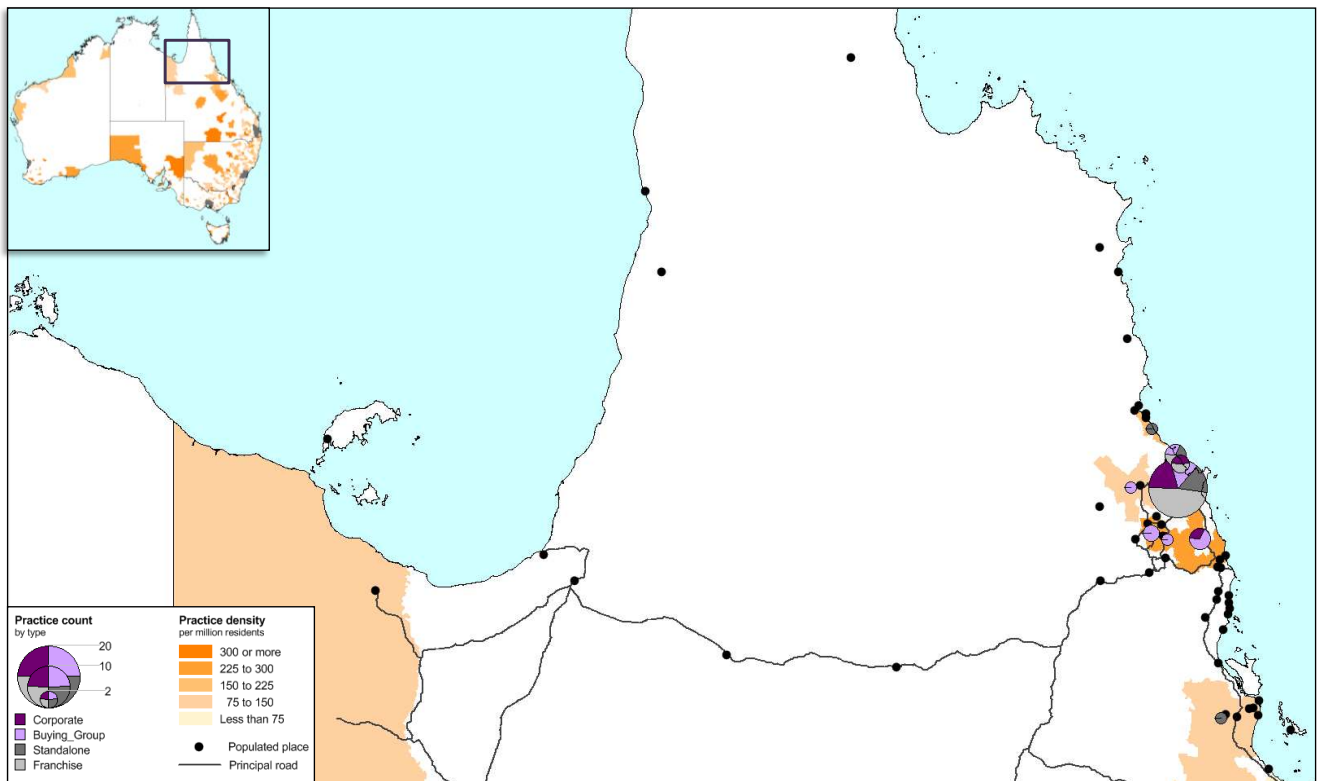 Practice count
by type
20
10
2
Corporate
Buying_Group
Standalone
Franchise
Practice density
per million residents
300 or more
225 to 300
150 to 225
75 to 150
Less than 75
Populated place
Principal road